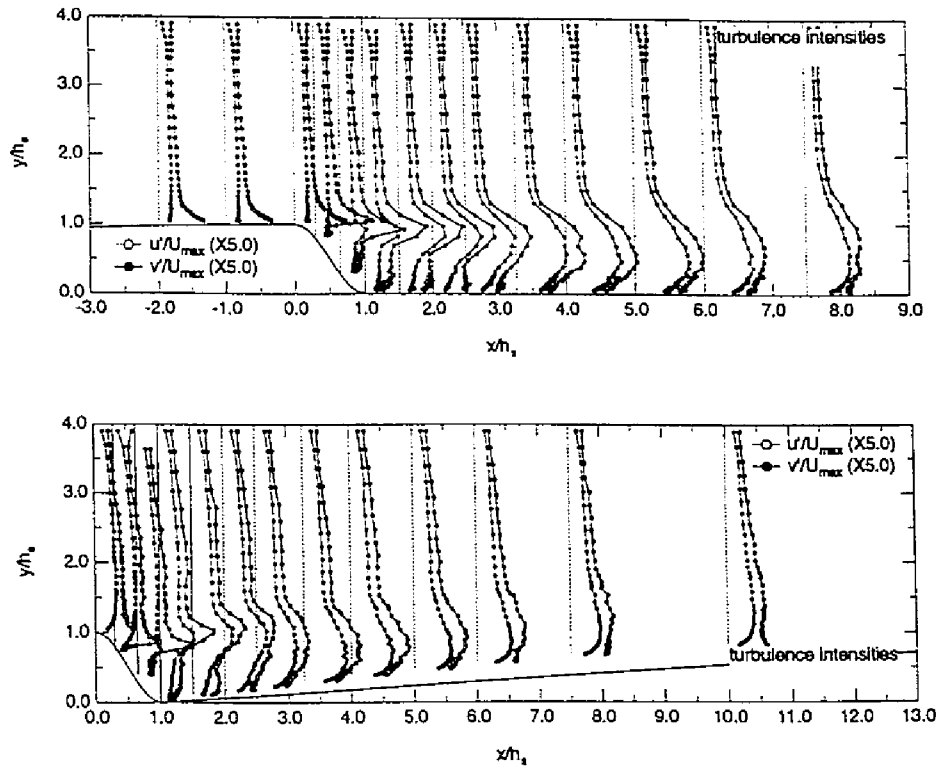 turbulence intensities
4.0
3.0
2.0
1.0
0.0
y/hₛ
u'/U_max (X5.0)
v'/U_max (X5.0)
-3.0 -2.0 -1.0 0.0 1.0 2.0 3.0 4.0 5.0 6.0 7.0 8.0 9.0
x/hₛ
4.0
3.0
2.0
1.0
0.0
y/hₛ
u'/U_max (X5.0)
v'/U_max (X5.0)
turbulence intensities
0.0 1.0 2.0 3.0 4.0 5.0 6.0 7.0 8.0 9.0 10.0 11.0 12.0 13.0
x/hₛ